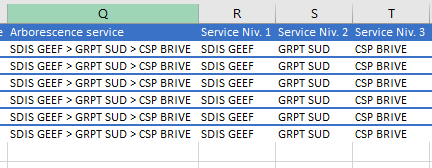 Q R S T
e Arborescence service Service Niv. 1 Service Niv. 2 Service Niv. 3
SDIS GEEF > GRPT SUD > CSP BRIVE SDIS GEEF GRPT SUD CSP BRIVE
SDIS GEEF > GRPT SUD > CSP BRIVE SDIS GEEF GRPT SUD CSP BRIVE
SDIS GEEF > GRPT SUD > CSP BRIVE SDIS GEEF GRPT SUD CSP BRIVE
SDIS GEEF > GRPT SUD > CSP BRIVE SDIS GEEF GRPT SUD CSP BRIVE
SDIS GEEF > GRPT SUD > CSP BRIVE SDIS GEEF GRPT SUD CSP BRIVE
SDIS GEEF > GRPT SUD > CSP BRIVE SDIS GEEF GRPT SUD CSP BRIVE